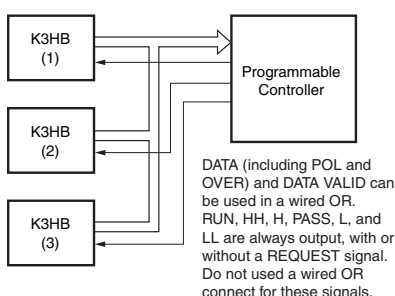 K3HB
(1)
K3HB
(2)
K3HB
(3)
Programmable
Controller
DATA (including POL and
OVER) and DATA VALID can
be used in a wired OR.
RUN, HH, H, PASS, L, and
LL are always output, with or
without a REQUEST signal.
Do not used a wired OR
connect for these signals.